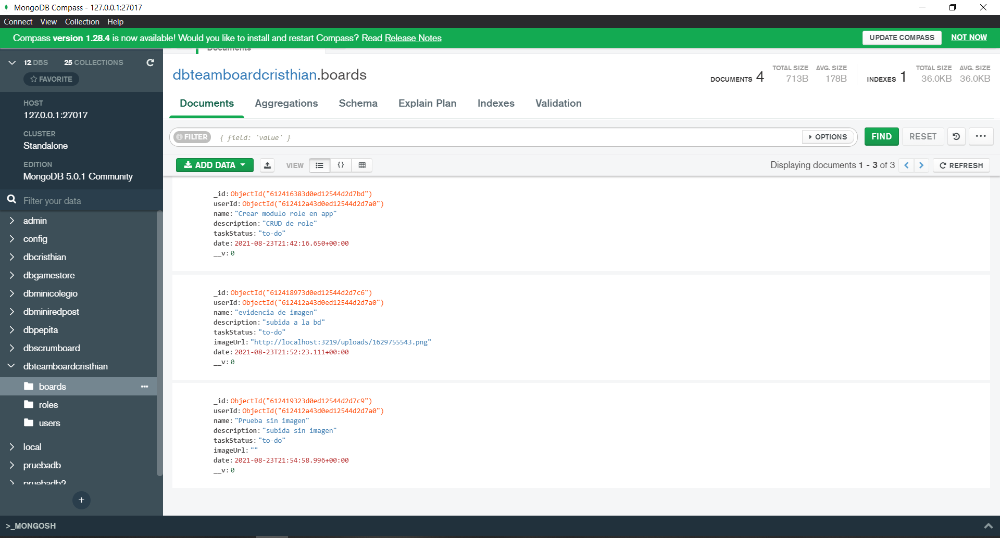 MongoDB Compass - 127.0.0.1:27017
Connect View Collection Help
Compass version 1.28.4 is now available! Would you like to install and restart Compass? Read Release Notes
UPDATE COMPASS
NOT NOW
12 DBS 25 COLLECTIONS
FAVORITE
HOST
127.0.0.1:27017
CLUSTER
Standalone
EDITION
MongoDB 5.0.1 Community
Filter your data
admin
config
dbcristhian
dbgamestore
dbminicolegio
dbminiredpost
dbpepita
dbscrumboard
dbteamboardcristhian
boards
roles
users
local
pruebadb
pruebadb2
+
Documents
dbteamboardcristhian.boards
DOCUMENTS 4
TOTAL SIZE
713B
AVG. SIZE
178B
INDEXES 1
TOTAL SIZE
36.0KB
AVG. SIZE
36.0KB
Documents Aggregations Schema Explain Plan Indexes Validation
FILTER { field: 'value' }
OPTIONS
FIND
RESET
ADD DATA
VIEW
{}
Displaying documents 1 - 3 of 3
REFRESH
_id: ObjectId("612416383d0ed12544d2d7bd")
userId: ObjectId("612412a43d0ed12544d2d7a0")
name: "Crear modulo role en app"
description: "CRUD de role"
taskStatus: "to-do"
date: 2021-08-23T21:42:16.650+00:00
__v: 0
_id: ObjectId("612418973d0ed12544d2d7c6")
userId: ObjectId("612412a43d0ed12544d2d7a0")
name: "evidencia de imagen"
description: "subida a la bd"
taskStatus: "to-do"
imageUrl: "http://localhost:3219/uploads/1629755543.png"
date: 2021-08-23T21:52:23.111+00:00
__v: 0
_id: ObjectId("612419323d0ed12544d2d7c9")
userId: ObjectId("612412a43d0ed12544d2d7a0")
name: "Prueba sin imagen"
description: "subida sin imagen"
taskStatus: "to-do"
imageUrl: ""
date: 2021-08-23T21:54:58.996+00:00
__v: 0
>_MONGOSH